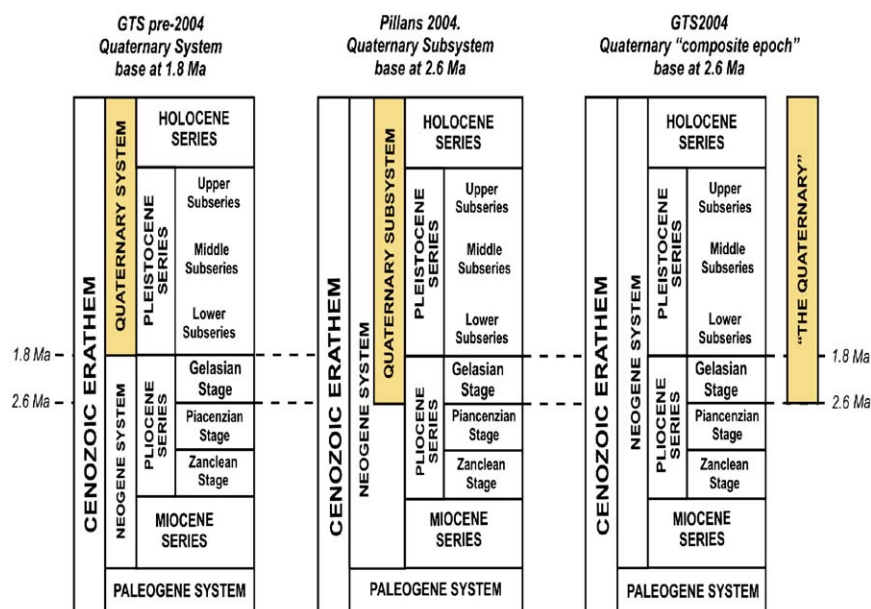 GTS pre-2004
Quaternary System
base at 1.8 Ma
CENOZOIC ERATHEM
QUATERNARY SYSTEM
NEOGENE SYSTEM
HOLOCENE
SERIES
PLEISTOCENE
SERIES
Upper
Subseries
Middle
Subseries
Lower
Subseries
1.8 Ma
2.6 Ma
PLIOCENE
SERIES
Gelasian
Stage
Piacenzian
Stage
Zanclean
Stage
MIOCENE
SERIES
PALEOGENE SYSTEM
Pillans 2004.
Quaternary Subsystem
base at 2.6 Ma
CENOZOIC ERATHEM
NEOGENE SYSTEM
QUATERNARY SUBSYSTEM
HOLOCENE
SERIES
PLEISTOCENE
SERIES
Upper
Subseries
Middle
Subseries
Lower
Subseries
PLIOCENE
SERIES
Gelasian
Stage
Piacenzian
Stage
Zanclean
Stage
MIOCENE
SERIES
PALEOGENE SYSTEM
GTS2004
Quaternary “composite epoch”
base at 2.6 Ma
CENOZOIC ERATHEM
NEOGENE SYSTEM
HOLOCENE
SERIES
PLEISTOCENE
SERIES
Upper
Subseries
Middle
Subseries
Lower
Subseries
PLIOCENE
SERIES
Gelasian
Stage
Piancenzian
Stage
Zanclean
Stage
MIOCENE
SERIES
PALEOGENE SYSTEM
“THE QUATERNARY”
1.8 Ma
2.6 Ma